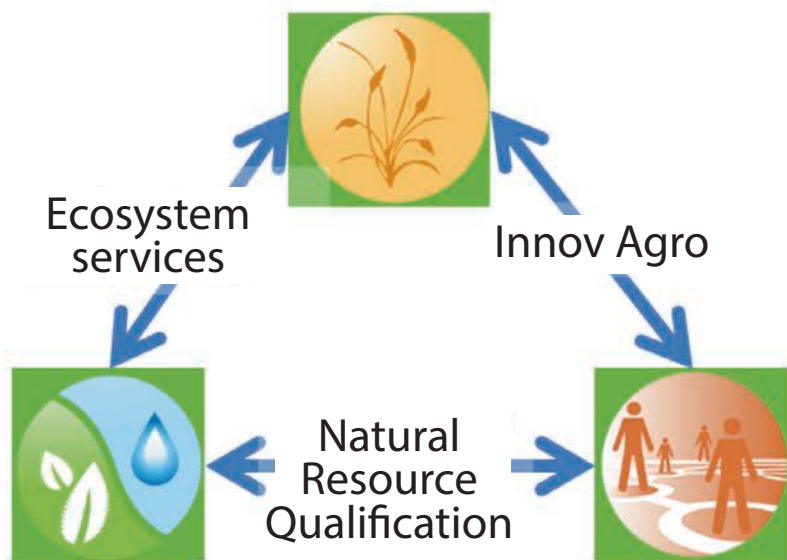 Ecosystem
services
Innov Agro
Natural
Resource
Qualification